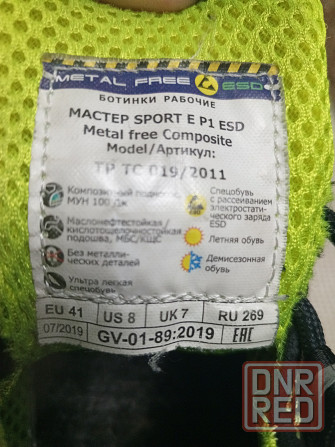 METAL FREE ESD
БОТИНКИ РАБОЧИЕ
МАСТЕР SPORT E P1 ESD
Metal free Composite
Model/Артикул:
ТР ТС 019/2011
Композитный
МУН 100 Дж
Маслонефтестойкая/
кислотощелочностойкая
подошва, МБС/КЩС
Без металли-
ческих деталей
Ультра легкая
спецобувь
Спецобувь
с рассеиванием
электростати-
ческого заряда
ESD
Летняя обувь
Демисезонная
обувь
EU 41
US 8
UK 7
RU 269
07/2019
GV-01-89:2019
EAC
DNR
RED